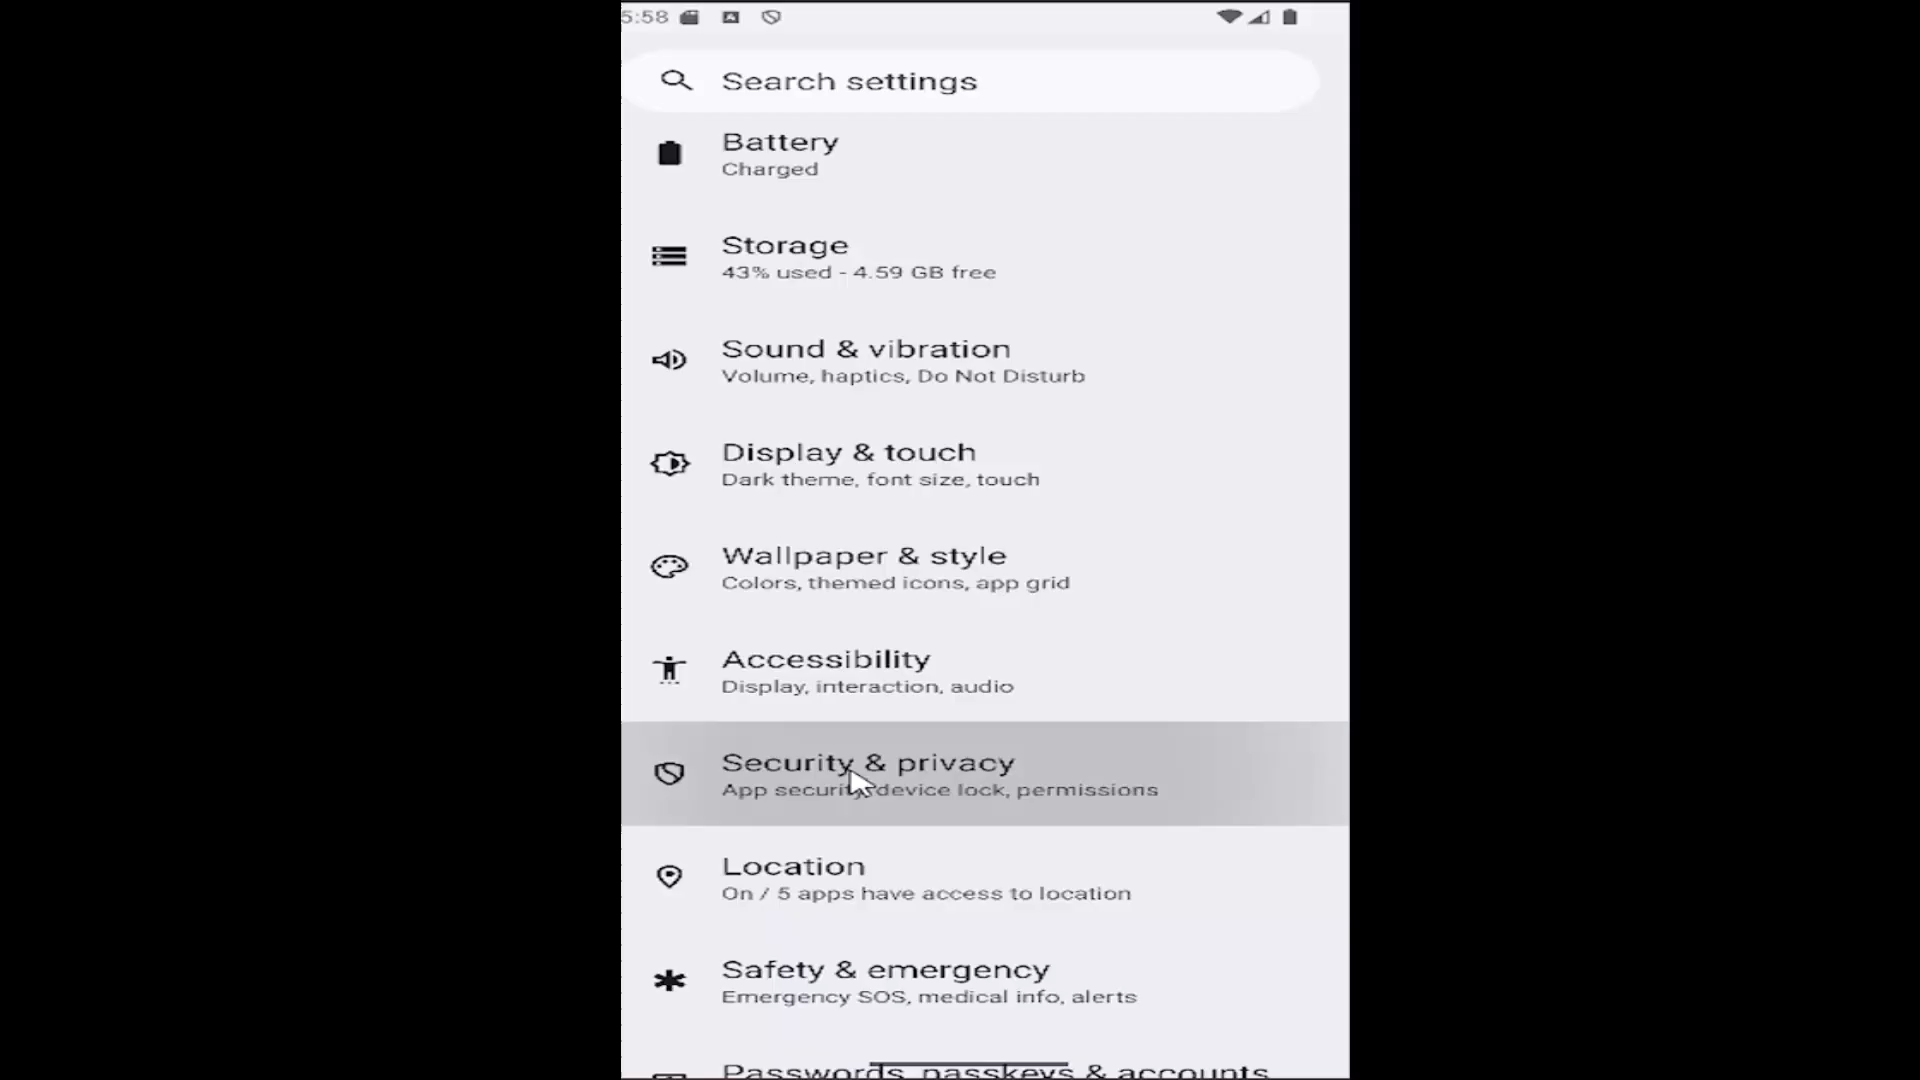 5:58
Search settings
Battery
Charged
Storage
43% used - 4.59 GB free
Sound & vibration
Volume, haptics, Do Not Disturb
Display & touch
Dark theme, font size, touch
Wallpaper & style
Colors, themed icons, app grid
Accessibility
Display, interaction, audio
Security & privacy
App security, device lock, permissions
Location
On / 5 apps have access to location
Safety & emergency
Emergency SOS, medical info, alerts
Passwords, passkeys & accounts